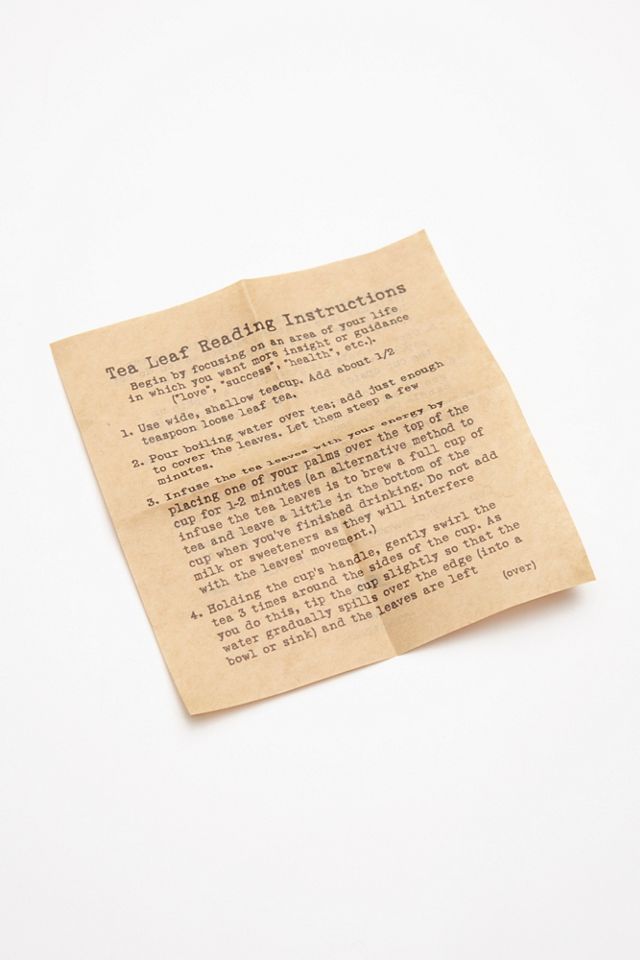 Tea Leaf Reading Instructions
Begin by focusing on an area of your life
in which you want more insight or guidance
("love", "success", "health", etc.).
1. Use wide, shallow teacup. Add about 1/2
teaspoon loose leaf tea.
2. Pour boiling water over tea; add just enough
to cover the leaves. Let them steep a few
minutes.
3. Infuse the tea leaves with your energy by
placing one of your palms over the top of the
cup for 1-2 minutes (an alternative method to
infuse the tea leaves is to brew a full cup of
tea and leave a little in the bottom of the
cup when you've finished drinking. Do not add
milk or sweeteners as they will interfere
with the leaves' movement.)
4. Holding the cup's handle, gently swirl the
tea 3 times around the sides of the cup. As
you do this, tip the cup slightly so that the
water gradually spills over the edge (into a
bowl or sink) and the leaves are left
(over)